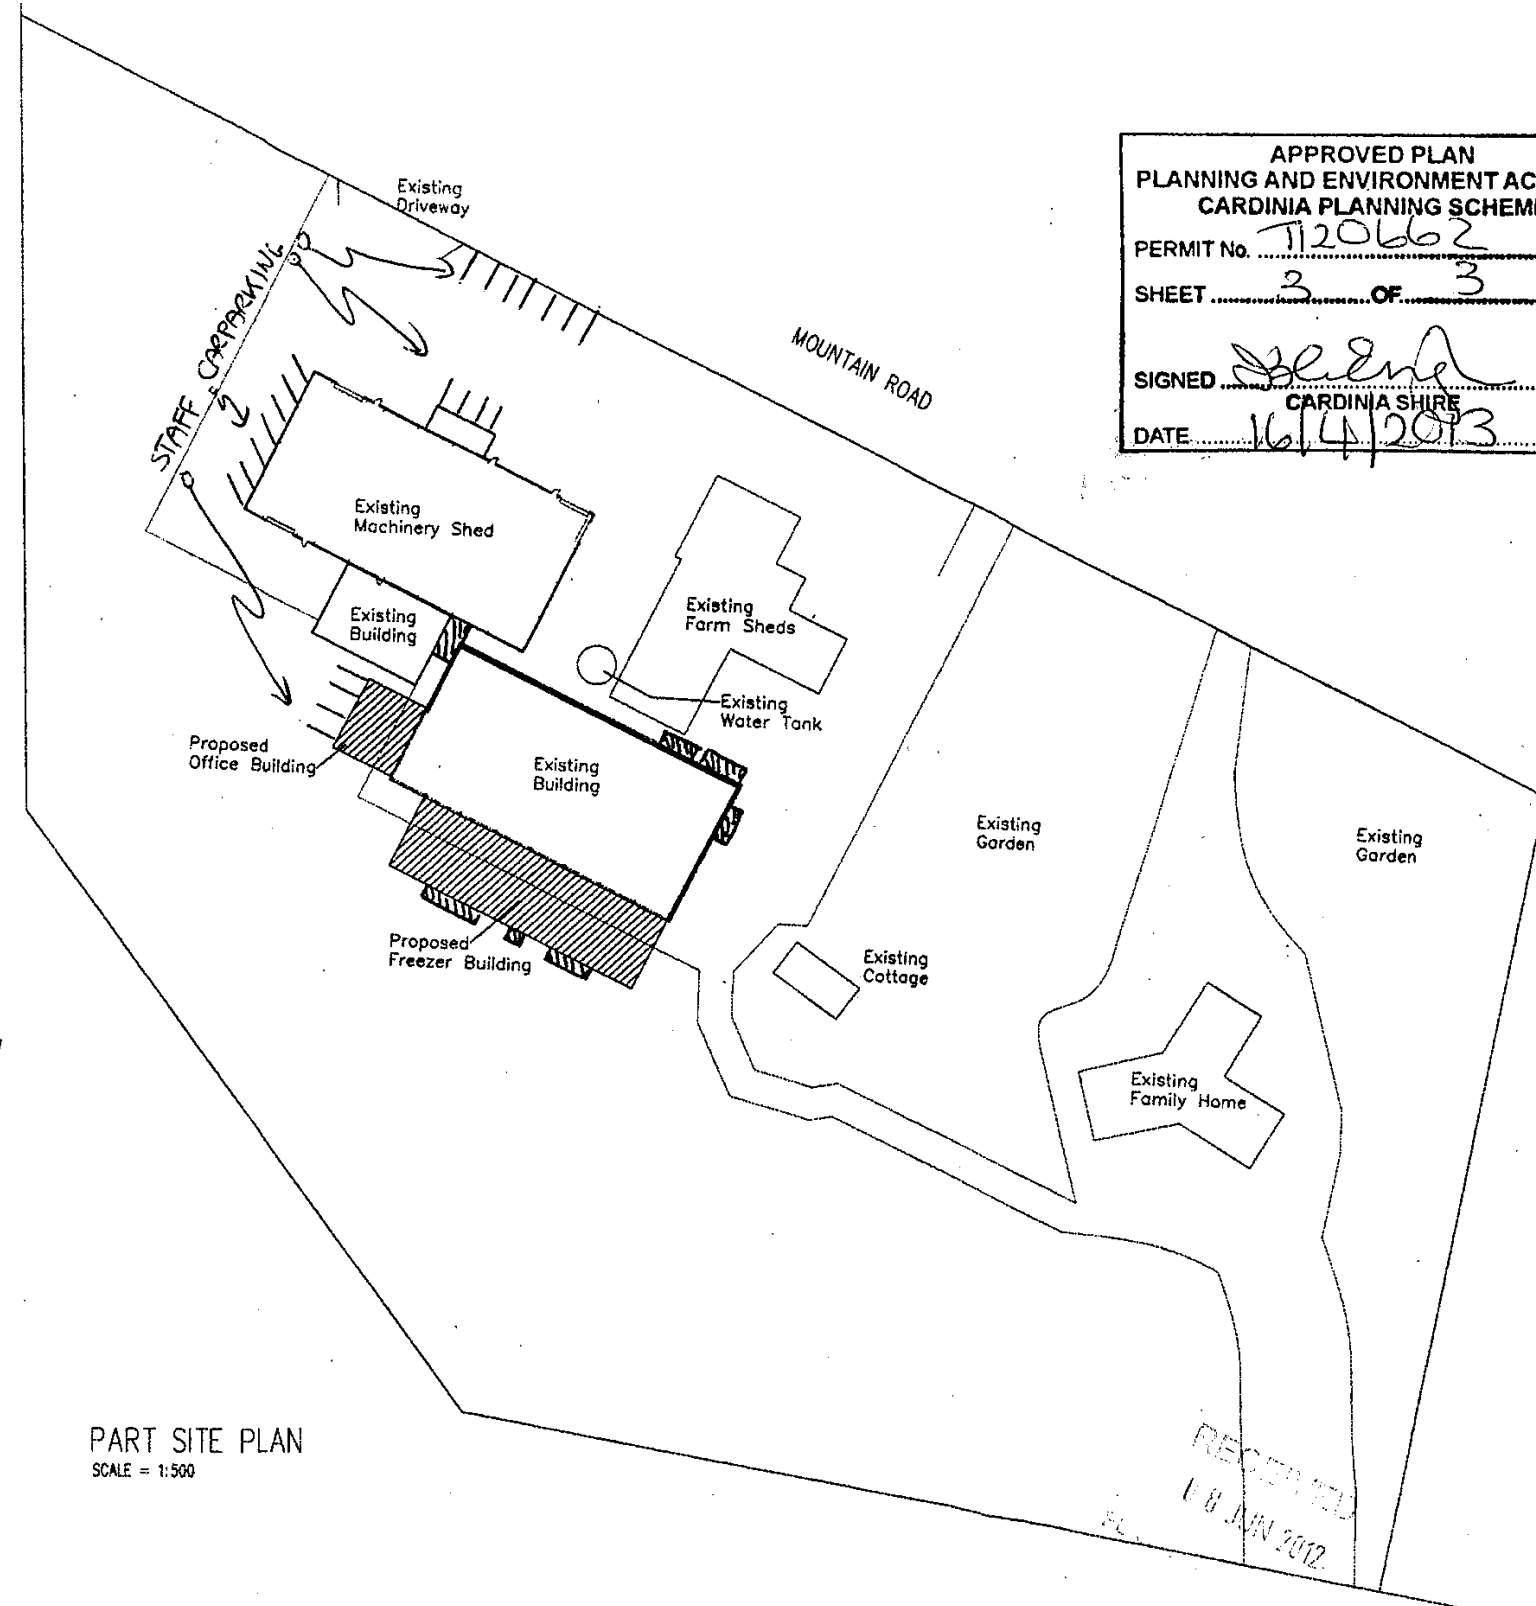 APPROVED PLAN
PLANNING AND ENVIRONMENT AC
CARDINIA PLANNING SCHEM
PERMIT No. T120662
SHEET 3 OF 3
SIGNED
CARDINIA SHIRE
DATE 16/4/2013
Existing
Driveway
MOUNTAIN ROAD
STAFF CARPARKING
Existing
Machinery Shed
Existing
Building
Existing
Farm Sheds
Existing
Water Tank
Proposed
Office Building
Existing
Building
Existing
Garden
Existing
Garden
Proposed
Freezer Building
Existing
Cottage
Existing
Family Home
PART SITE PLAN
SCALE = 1:500
RECEIVED
18 JUN 2012